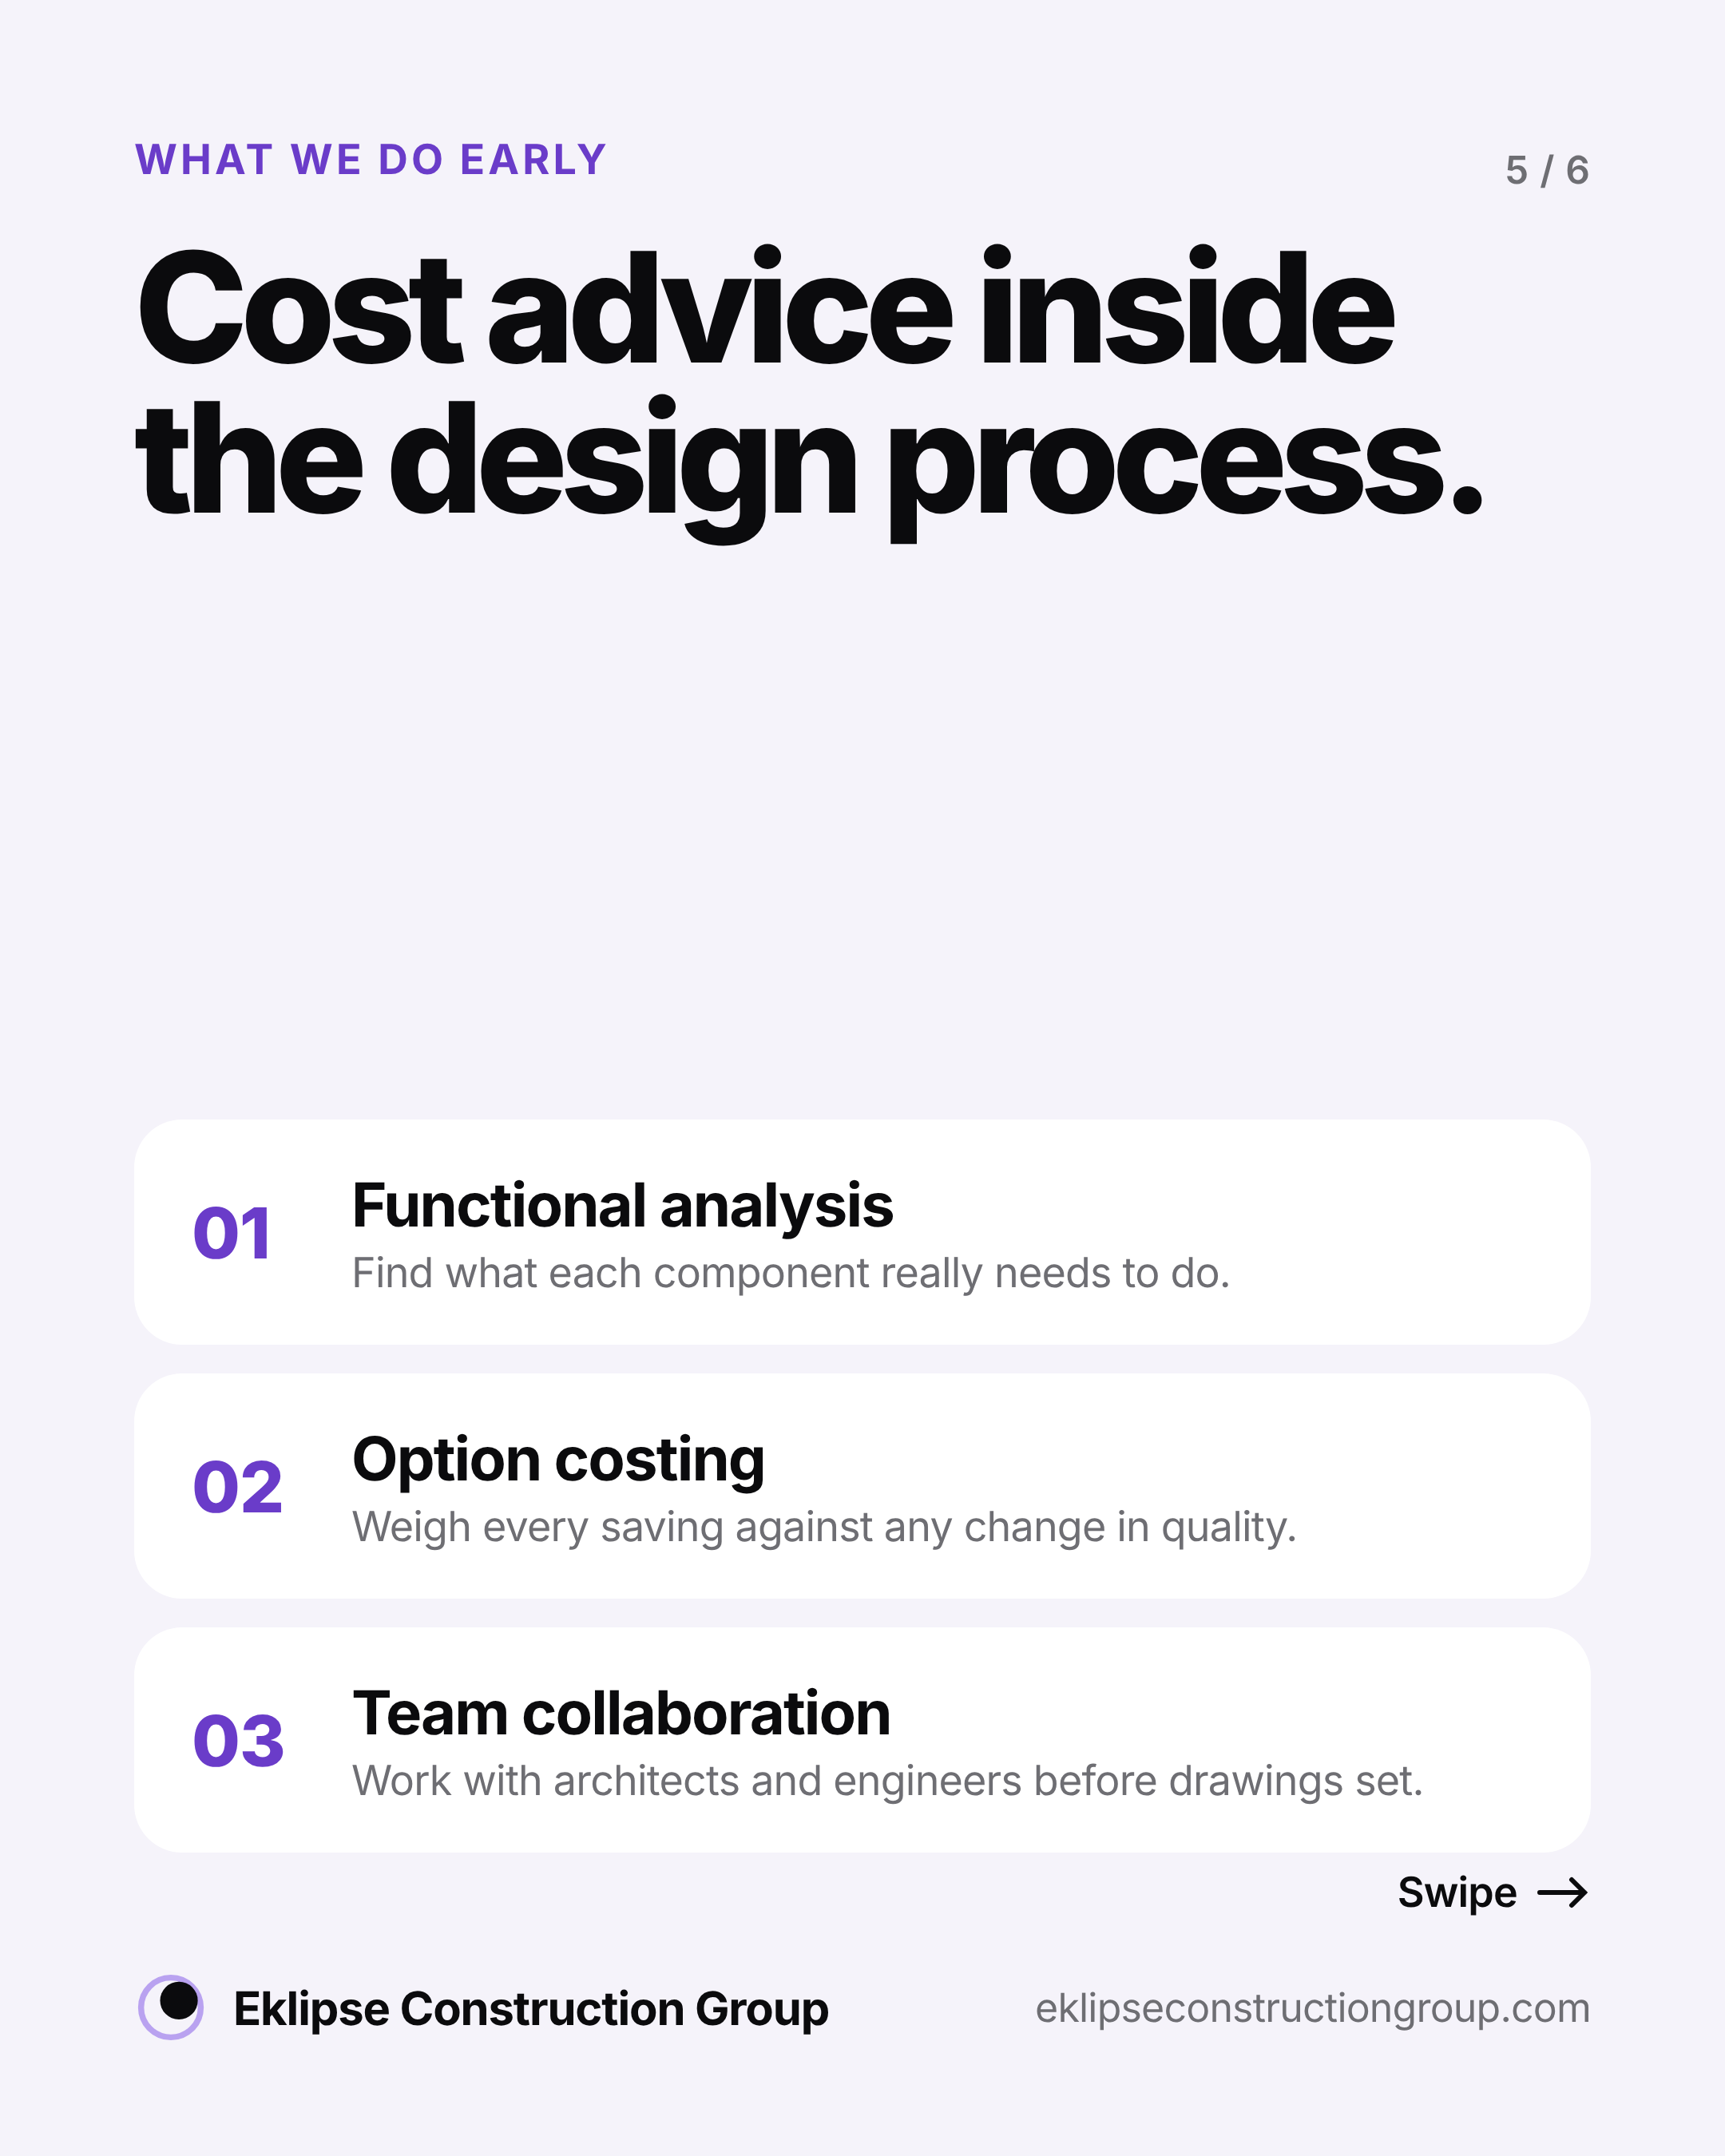 WHAT WE DO EARLY
5 / 6
Cost advice inside
the design process.
01
Functional analysis
Find what each component really needs to do.
02
Option costing
Weigh every saving against any change in quality.
03
Team collaboration
Work with architects and engineers before drawings set.
Swipe →
Eklipse Construction Group
eklipseconstructiongroup.com